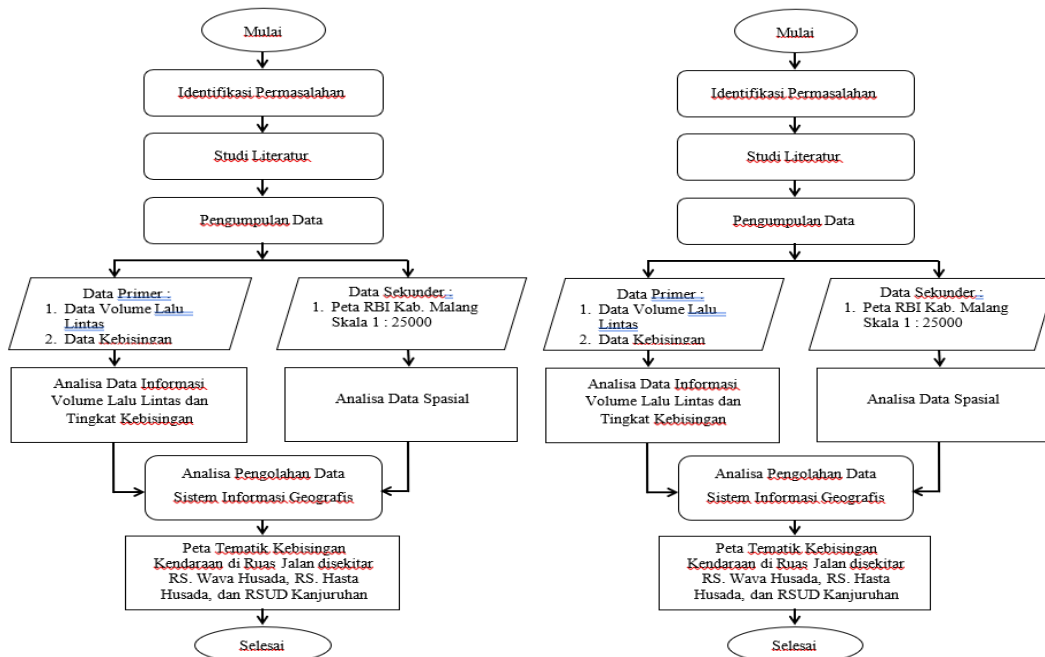 Mulai
Identifikasi Permasalahan
Studi Literatur
Pengumpulan Data
Data Primer :
1. Data Volume Lalu
Lintas
2. Data Kebisingan
Data Sekunder :
1. Peta RBI Kab. Malang
Skala 1 : 25000
Analisa Data Informasi
Volume Lalu Lintas dan
Tingkat Kebisingan
Analisa Data Spasial
Analisa Pengolahan Data
Sistem Informasi Geografis
Peta Tematik Kebisingan
Kendaraan di Ruas Jalan disekitar
RS. Wava Husada, RS. Hasta
Husada, dan RSUD Kanjuruhan
Selesai
Mulai
Identifikasi Permasalahan
Studi Literatur
Pengumpulan Data
Data Primer :
1. Data Volume Lalu
Lintas
2. Data Kebisingan
Data Sekunder :
1. Peta RBI Kab. Malang
Skala 1 : 25000
Analisa Data Informasi
Volume Lalu Lintas dan
Tingkat Kebisingan
Analisa Data Spasial
Analisa Pengolahan Data
Sistem Informasi Geografis
Peta Tematik Kebisingan
Kendaraan di Ruas Jalan disekitar
RS. Wava Husada, RS. Hasta
Husada, dan RSUD Kanjuruhan
Selesai